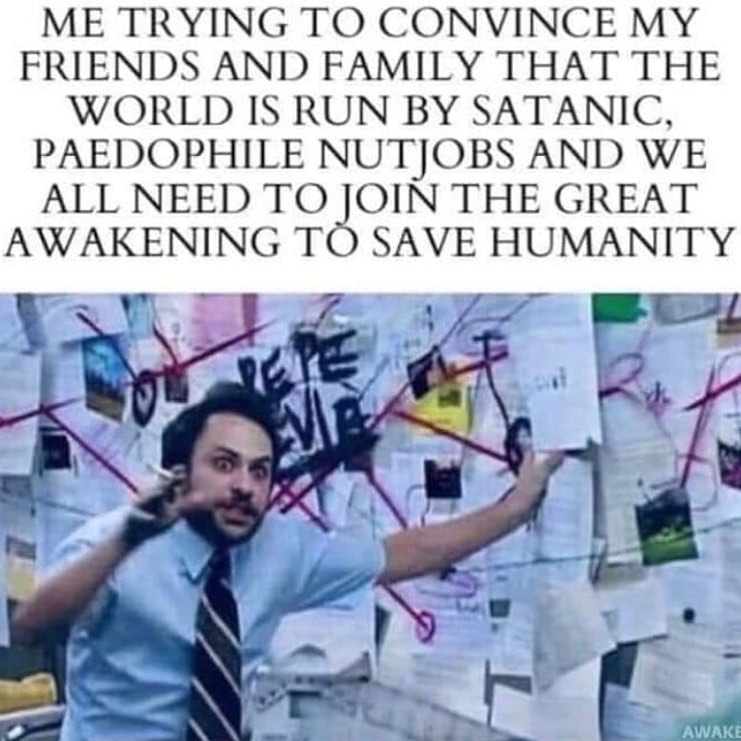 ME TRYING TO CONVINCE MY
FRIENDS AND FAMILY THAT THE
WORLD IS RUN BY SATANIC,
PAEDOPHILE NUTJOBS AND WE
ALL NEED TO JOIN THE GREAT
AWAKENING TO SAVE HUMANITY
PEPE
SVIA
AWAKE